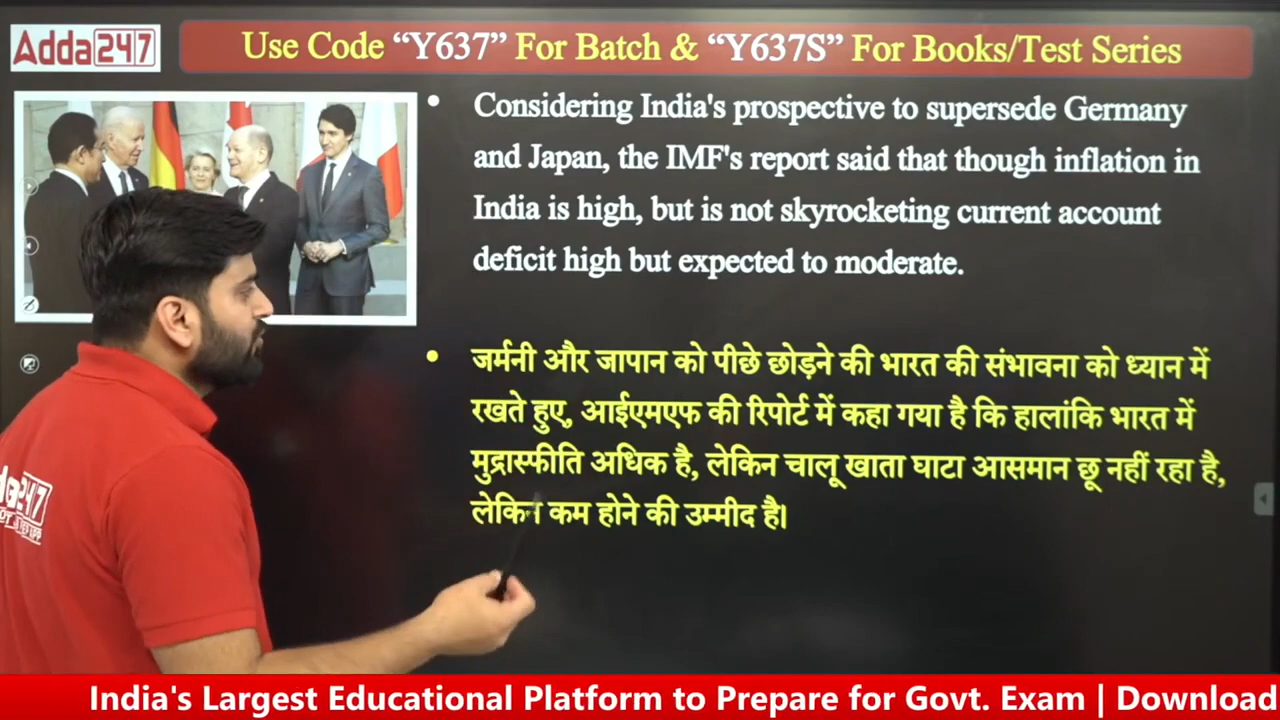 Adda247
Use Code “Y637” For Batch & “Y637S” For Books/Test Series
• Considering India's prospective to supersede Germany
and Japan, the IMF's report said that though inflation in
India is high, but is not skyrocketing current account
deficit high but expected to moderate.
• जर्मनी और जापान को पीछे छोड़ने की भारत की संभावना को ध्यान में
रखते हुए, आईएमएफ की रिपोर्ट में कहा गया है कि हालांकि भारत में
मुद्रास्फीति अधिक है, लेकिन चालू खाता घाटा आसमान छू नहीं रहा है,
लेकिन कम होने की उम्मीद है।
247
India's Largest Educational Platform to Prepare for Govt. Exam | Download